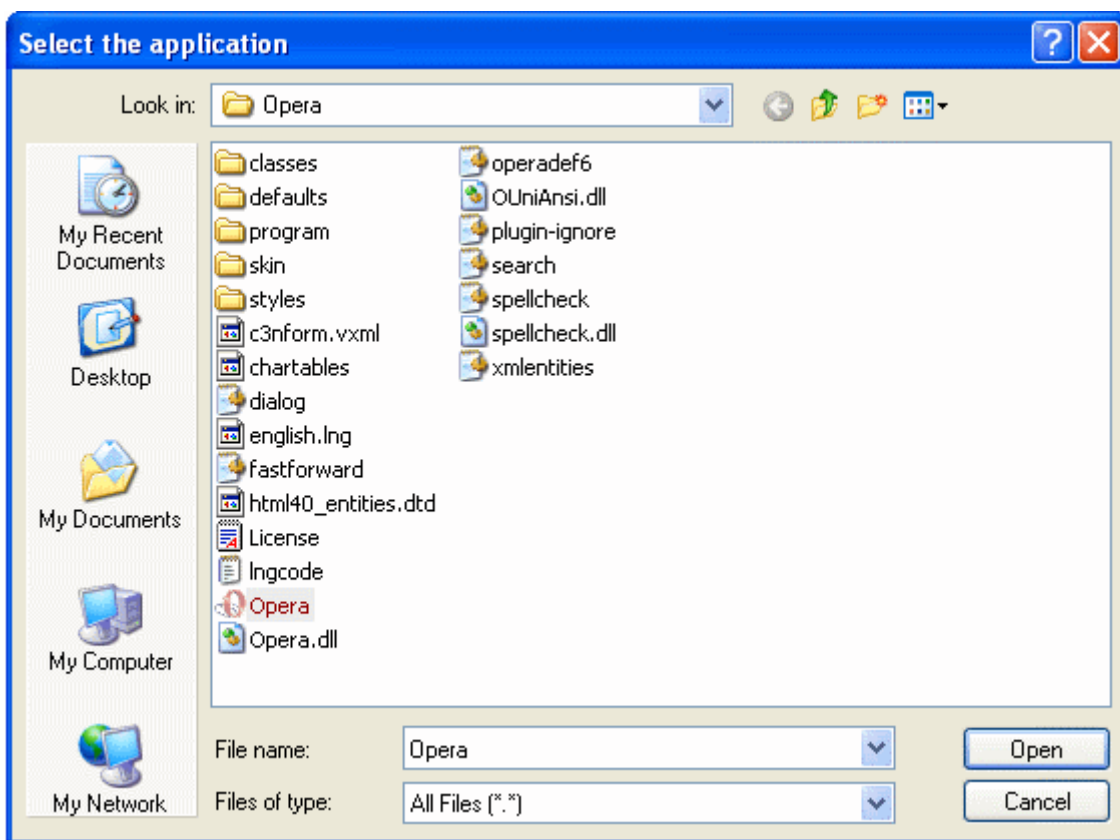 Select the application
Look in: Opera
My Recent
Documents
Desktop
My Documents
My Computer
My Network
classes
defaults
program
skin
styles
c3nform.vxml
chartables
dialog
english.lng
fastforward
html40_entities.dtd
License
lngcode
Opera
Opera.dll
operadef6
OUniAnsi.dll
plugin-ignore
search
spellcheck
spellcheck.dll
xmlentities
File name: Opera Open
Files of type: All Files (*.*) Cancel